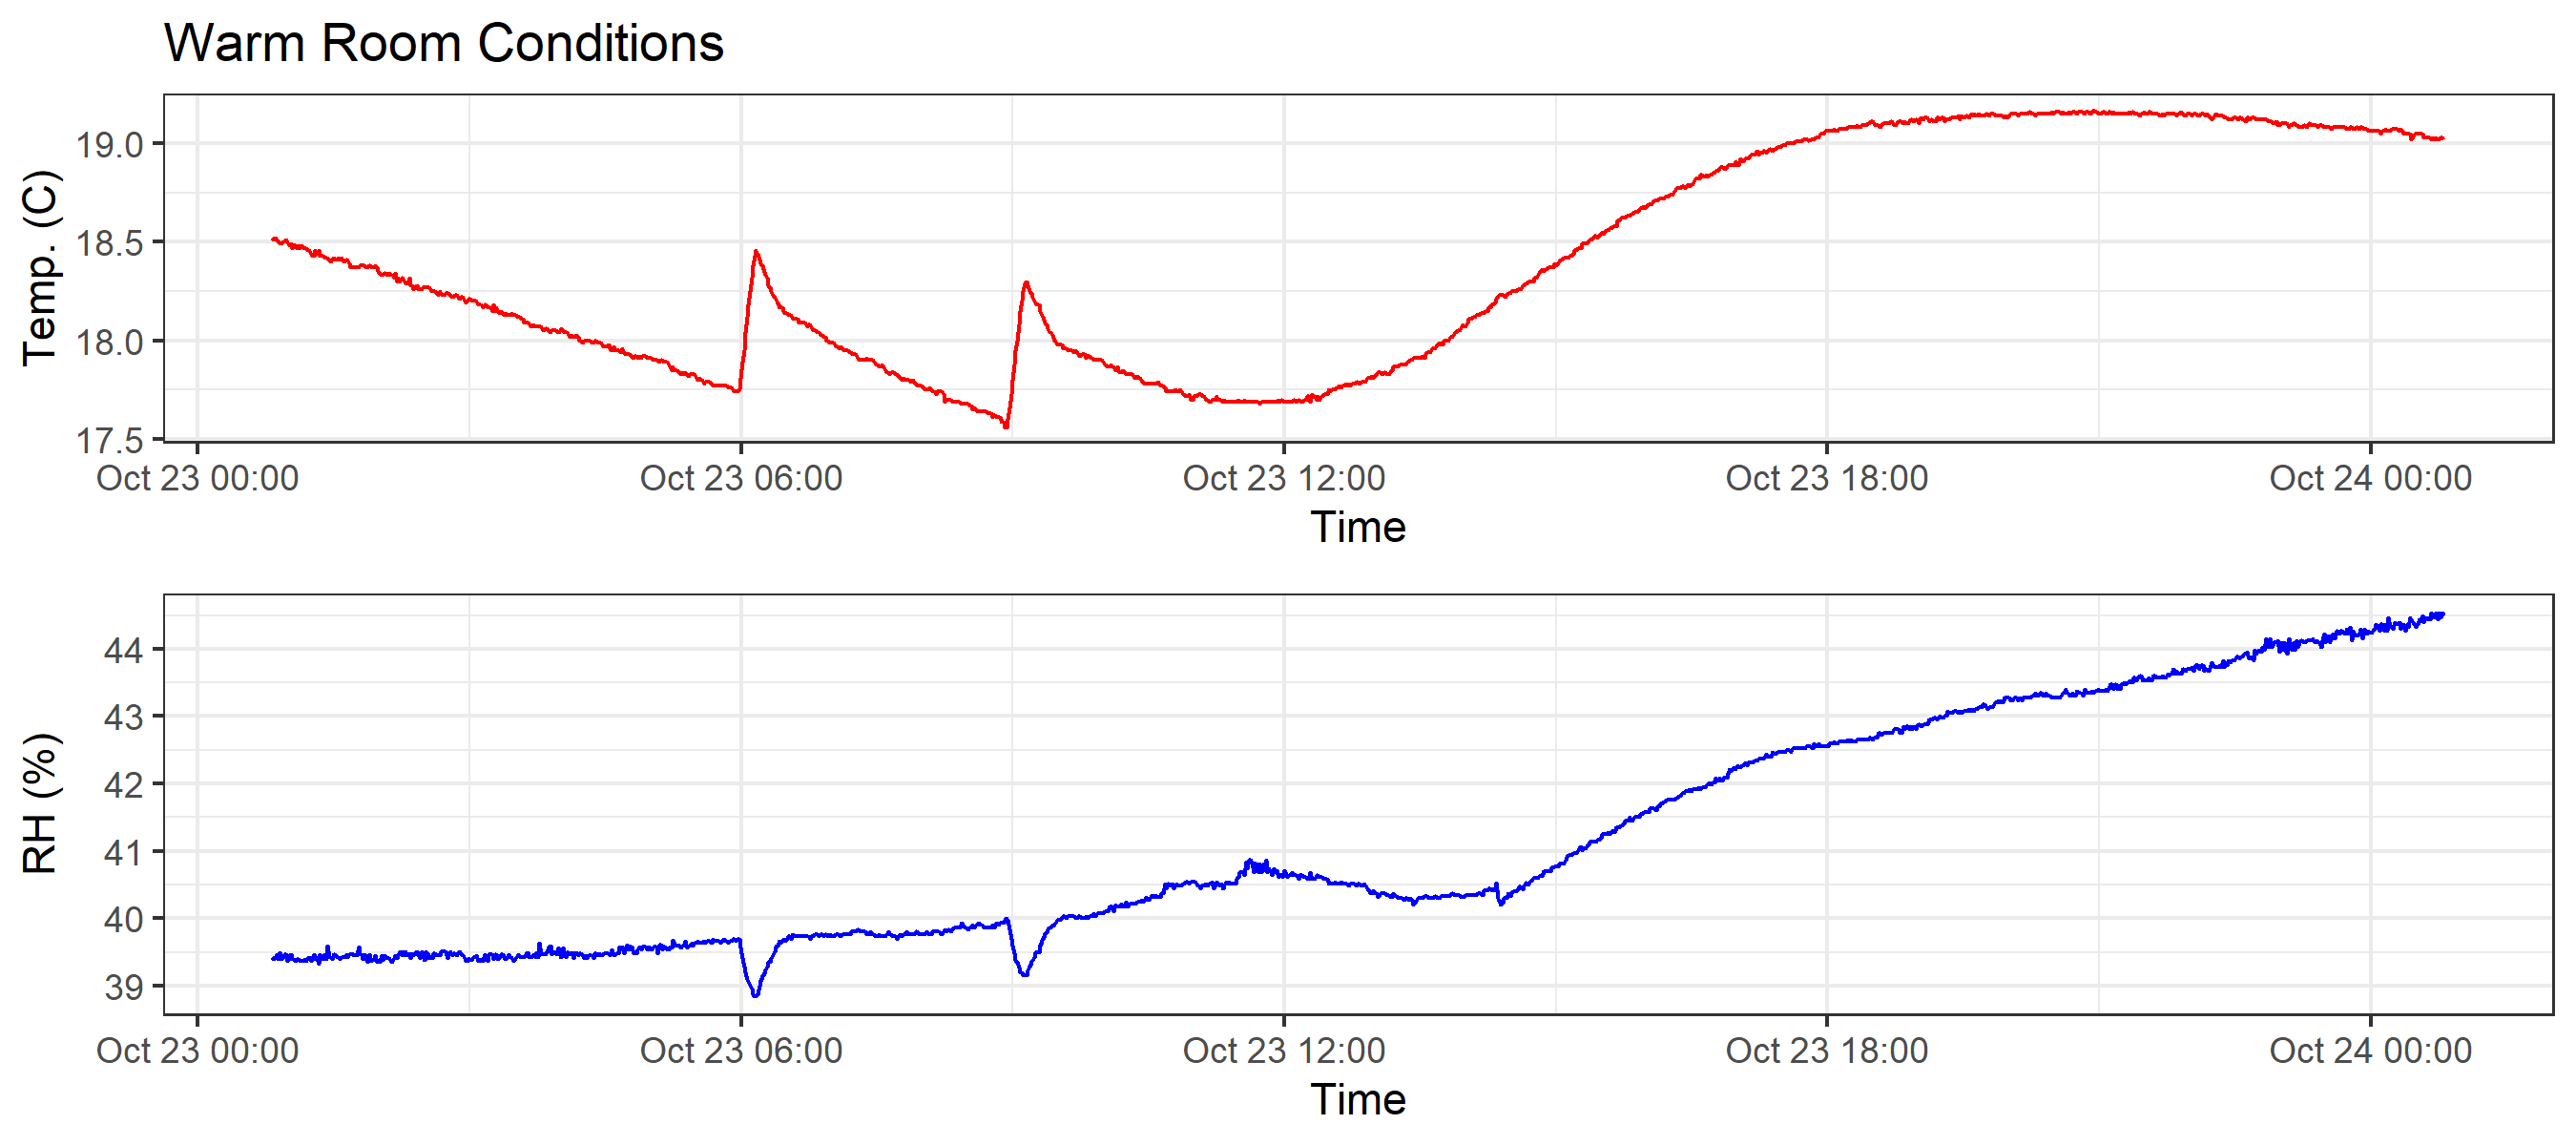 Warm Room Conditions
Temp. (C)
19.0
18.5
18.0
17.5
Oct 23 00:00 Oct 23 06:00 Oct 23 12:00 Oct 23 18:00 Oct 24 00:00
Time
RH (%)
44
43
42
41
40
39
Oct 23 00:00 Oct 23 06:00 Oct 23 12:00 Oct 23 18:00 Oct 24 00:00
Time